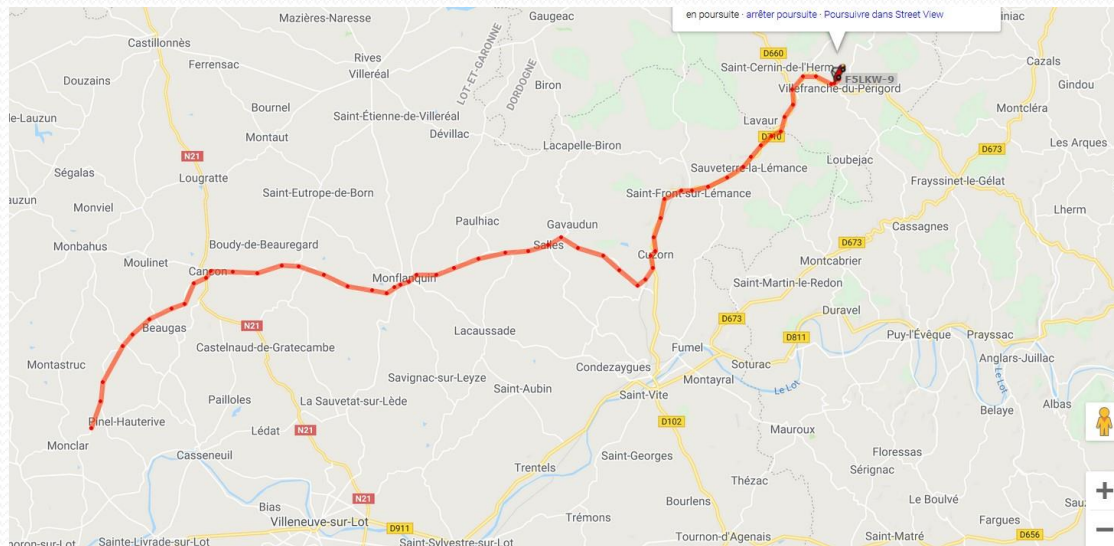 en poursuite · arrêter poursuite · Poursuivre dans Street View
Mazières-Naresse
Gaugeac
Castillonnès
Ferrensac
Rives
Villeréal
LOT-ET-GARONNE
DORDOGNE
D660
Saint-Cernin-de-l'Herm
F5LKW-9
Villefranche-du-Périgord
Cazals
Gindou
Douzains
Biron
Bournel
Saint-Étienne-de-Villeréal
Montcléra
de-Lauzun
Montaut
Dévillac
Lavaur
D710
Lacapelle-Biron
Les Arques
N21
D673
Loubejac
Ségalas
Lougratte
Sauveterre-la-Lémance
Frayssinet-le-Gélat
Saint-Eutrope-de-Born
Saint-Front-sur-Lémance
Monviel
Lherm
Paulhiac
Gavaudun
Cassagnes
Monbahus
Boudy-de-Beauregard
Salles
D673
Moulinet
Cancon
Monflanquin
Cuzorn
Montcabrier
Saint-Martin-le-Redon
Duravel
D673
Beaugas
N21
Lacaussade
D811
Puy-l'Évêque
Prayssac
Castelnaud-de-Gratecambe
Fumel
Anglars-Juillac
Montastruc
Condezaygues
Soturac
Savignac-sur-Leyze
Montayral
Le Lot
Le Lot
Saint-Aubin
Saint-Vite
Pailloles
La Sauvetat-sur-Lède
Albas
Belaye
Pinel-Hauterive
D102
Lédat
N21
Mauroux
Monclar
Casseneuil
Saint-Georges
Floressas
Trentels
Sérignac
Thézac
N21
Bourlens
Le Boulvé
Bias
Trémons
Fargues
Villeneuve-sur-Lot
D911
Tournon-d'Agenais
D656
Sainte-Livrade-sur-Lot
Saint-Sylvestre-sur-Lot
Saint-Matré